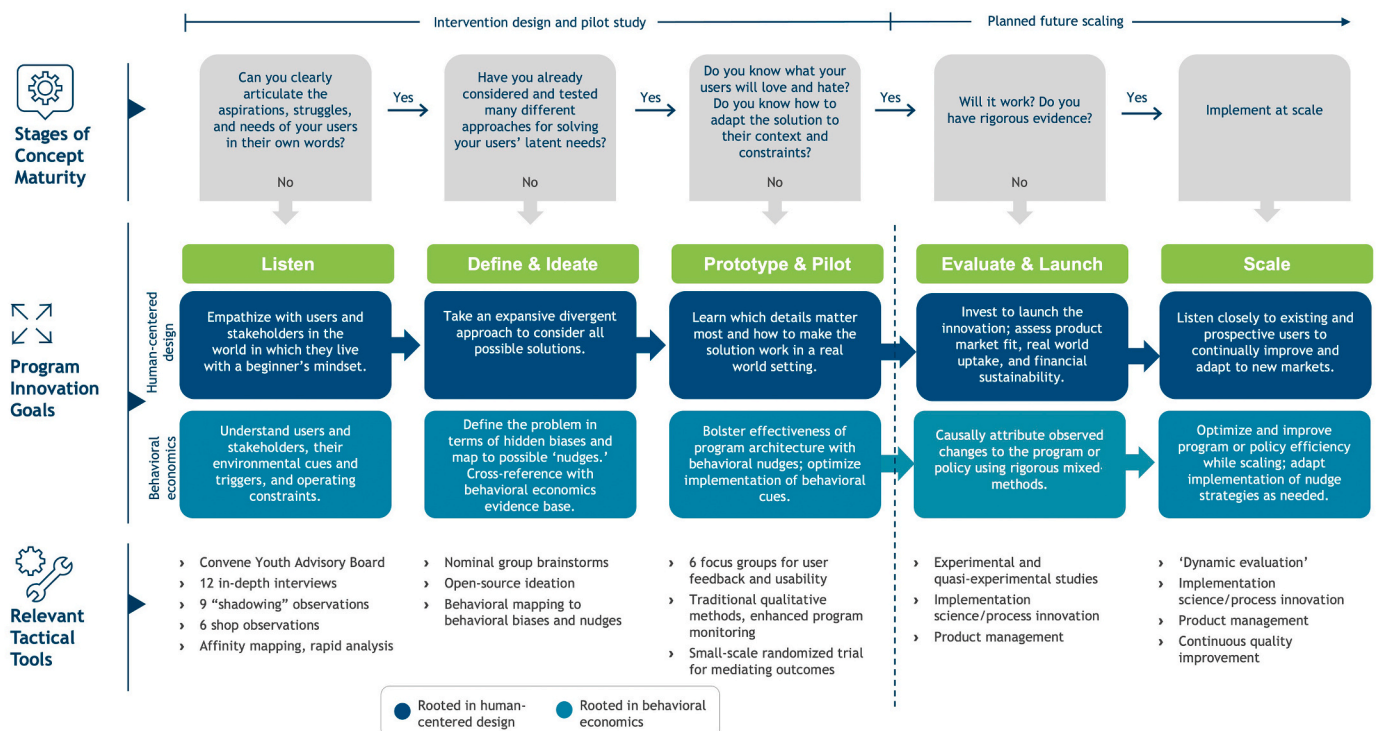 Intervention design and pilot study
Planned future scaling
Stages of
Concept
Maturity
Can you clearly
articulate the
aspirations, struggles,
and needs of your users
in their own words?
No
Yes
Have you already
considered and tested
many different
approaches for solving
your users’ latent needs?
No
Yes
Do you know what your
users will love and hate?
Do you know how to
adapt the solution to
their context and
constraints?
No
Yes
Will it work? Do you
have rigorous evidence?
No
Yes
Implement at scale
Program
Innovation
Goals
Listen
Define & Ideate
Prototype & Pilot
Evaluate & Launch
Scale
Human-centered
design
Empathize with users and
stakeholders in the
world in which they live
with a beginner’s mindset.
Take an expansive divergent
approach to consider all
possible solutions.
Learn which details matter
most and how to make the
solution work in a real
world setting.
Invest to launch the
innovation; assess product
market fit, real world
uptake, and financial
sustainability.
Listen closely to existing and
prospective users to
continually improve and
adapt to new markets.
Behavioral
economics
Understand users and
stakeholders, their
environmental cues and
triggers, and operating
constraints.
Define the problem in
terms of hidden biases and
map to possible ‘nudges.’
Cross-reference with
behavioral economics
evidence base.
Bolster effectiveness of
program architecture with
behavioral nudges; optimize
implementation of behavioral
cues.
Causally attribute observed
changes to the program or
policy using rigorous mixed-
methods.
Optimize and improve
program or policy efficiency
while scaling; adapt
implementation of nudge
strategies as needed.
Relevant
Tactical
Tools
› Convene Youth Advisory Board
› 12 in-depth interviews
› 9 “shadowing” observations
› 6 shop observations
› Affinity mapping, rapid analysis
› Nominal group brainstorms
› Open-source ideation
› Behavioral mapping to
behavioral biases and nudges
› 6 focus groups for user
feedback and usability
› Traditional qualitative
methods, enhanced program
monitoring
› Small-scale randomized trial
for mediating outcomes
› Experimental and
quasi-experimental studies
› Implementation
science/process innovation
› Product management
› ‘Dynamic evaluation’
› Implementation
science/process innovation
› Product management
› Continuous quality
improvement
Rooted in human-
centered design
Rooted in behavioral
economics